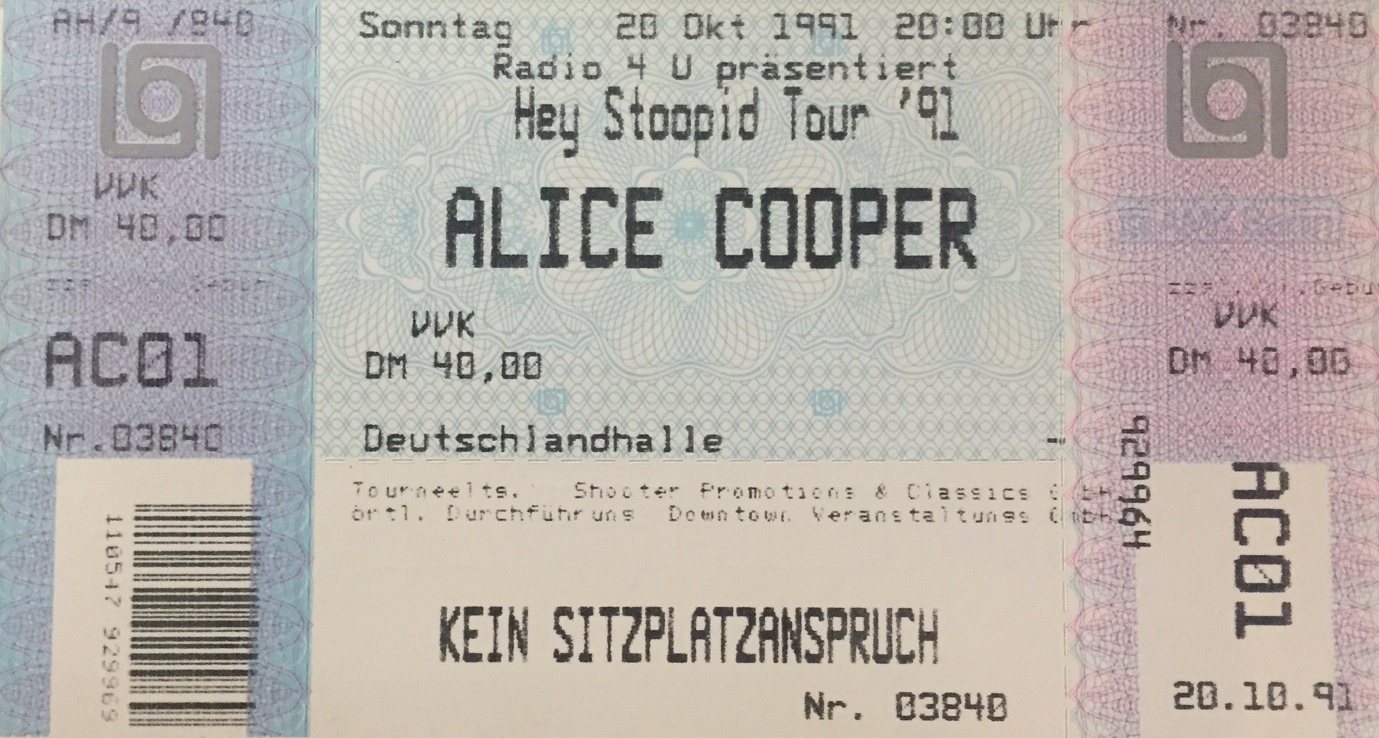 AH/9 /840
VVK
DM 40,00
AC01
Nr.03840
110547 929969
Sonntag 20 Okt 1991 20:00 Uhr
Radio 4 U präsentiert
Hey Stoopid Tour '91
ALICE COOPER
VVK
DM 40,00
Deutschlandhalle -
Tourneeltg. Shooter Promotions & Classics GmbH
örtl. Durchführung Downtown Veranstaltungs GmbH
KEIN SITZPLATZANSPRUCH
Nr. 03840
Nr. 03840
VVK
DM 40,00
AC01
20.10.91